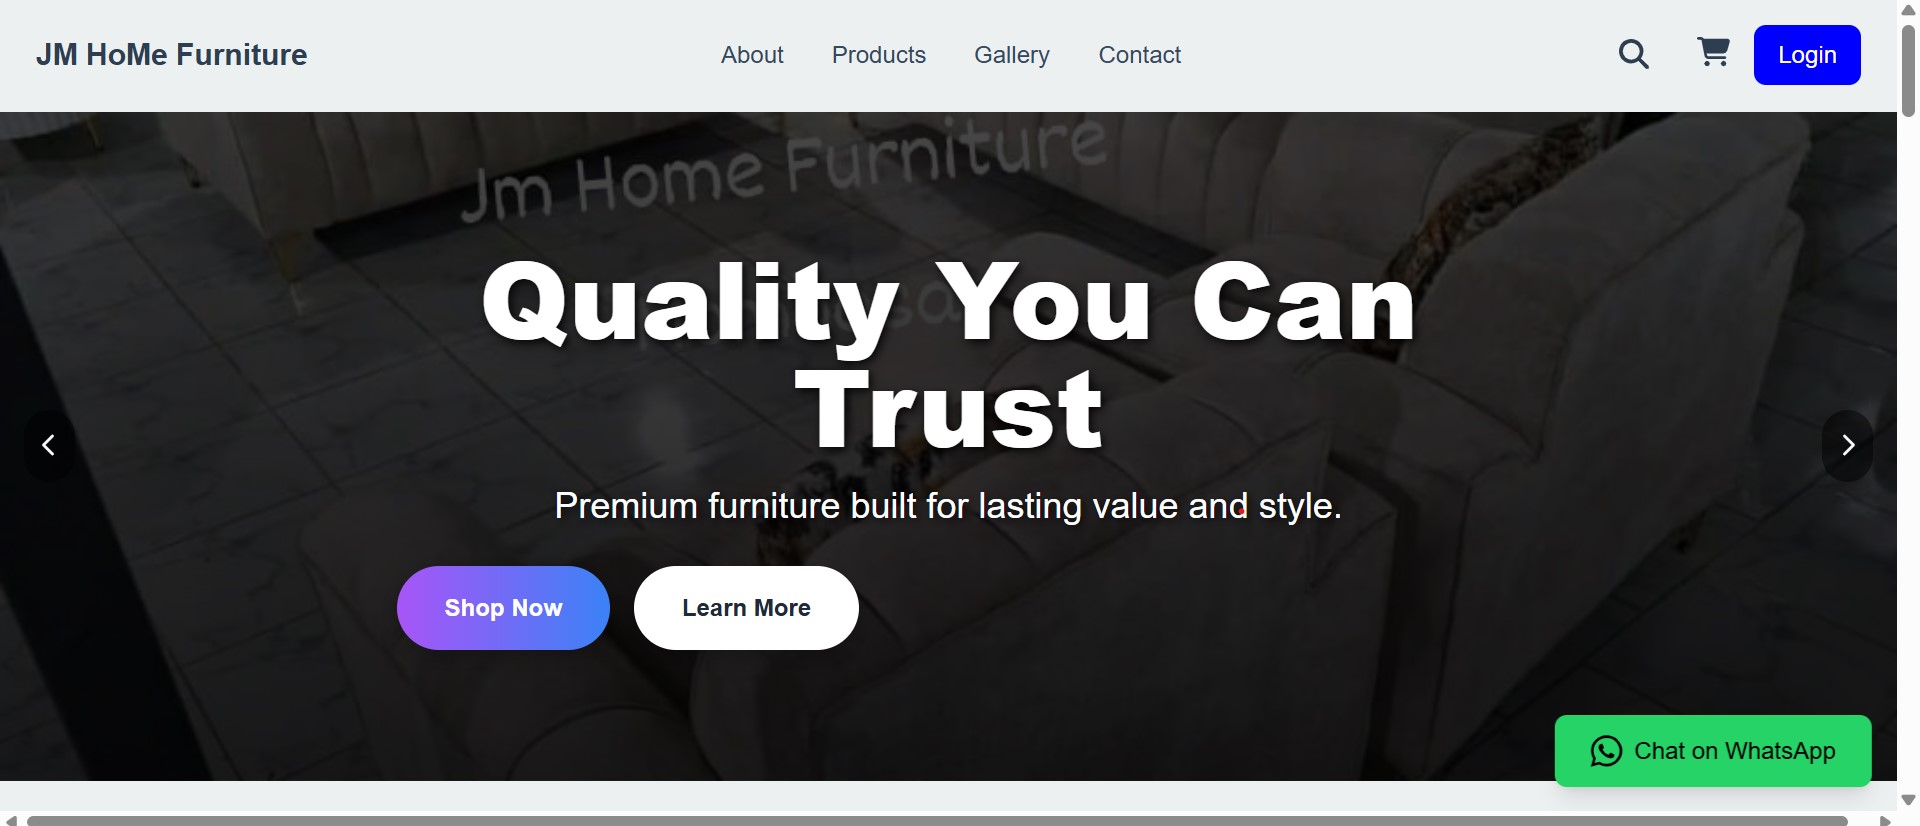 JM HoMe Furniture
About
Products
Gallery
Contact
Login
Jm Home Furniture
Quality You Can
Trust
Premium furniture built for lasting value and style.
Shop Now
Learn More
Chat on WhatsApp